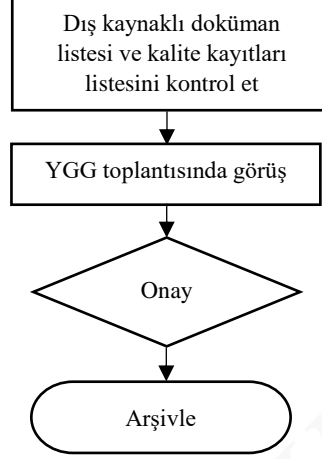 Dış kaynaklı doküman
listesi ve kalite kayıtları
listesini kontrol et
YGG toplantısında görüş
Onay
Arşivle